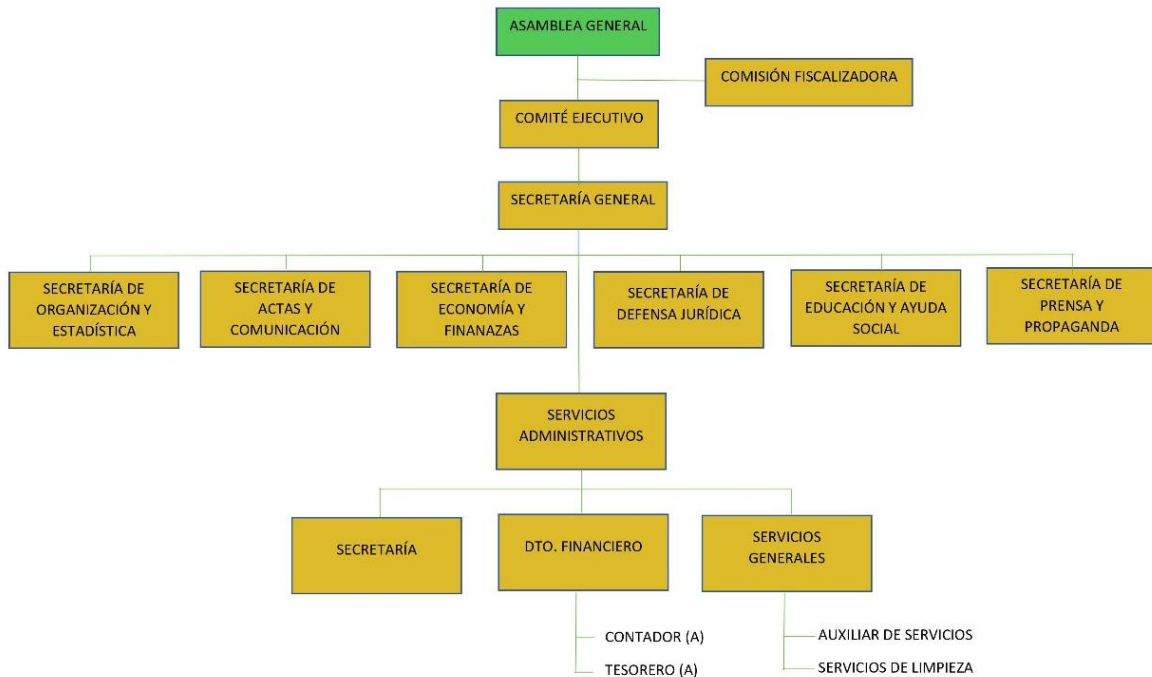 ASAMBLEA GENERAL
COMISIÓN FISCALIZADORA
COMITÉ EJECUTIVO
SECRETARÍA GENERAL
SECRETARÍA DE
ORGANIZACIÓN Y
ESTADÍSTICA
SECRETARÍA DE
ACTAS Y
COMUNICACIÓN
SECRETARÍA DE
ECONOMÍA Y
FINANAZAS
SECRETARÍA DE
DEFENSA JURÍDICA
SECRETARÍA DE
EDUCACIÓN Y AYUDA
SOCIAL
SECRETARÍA DE
PRENSA Y
PROPAGANDA
SERVICIOS
ADMINISTRATIVOS
SECRETARÍA
DTO. FINANCIERO
SERVICIOS
GENERALES
CONTADOR (A)
TESORERO (A)
AUXILIAR DE SERVICIOS
SERVICIOS DE LIMPIEZA